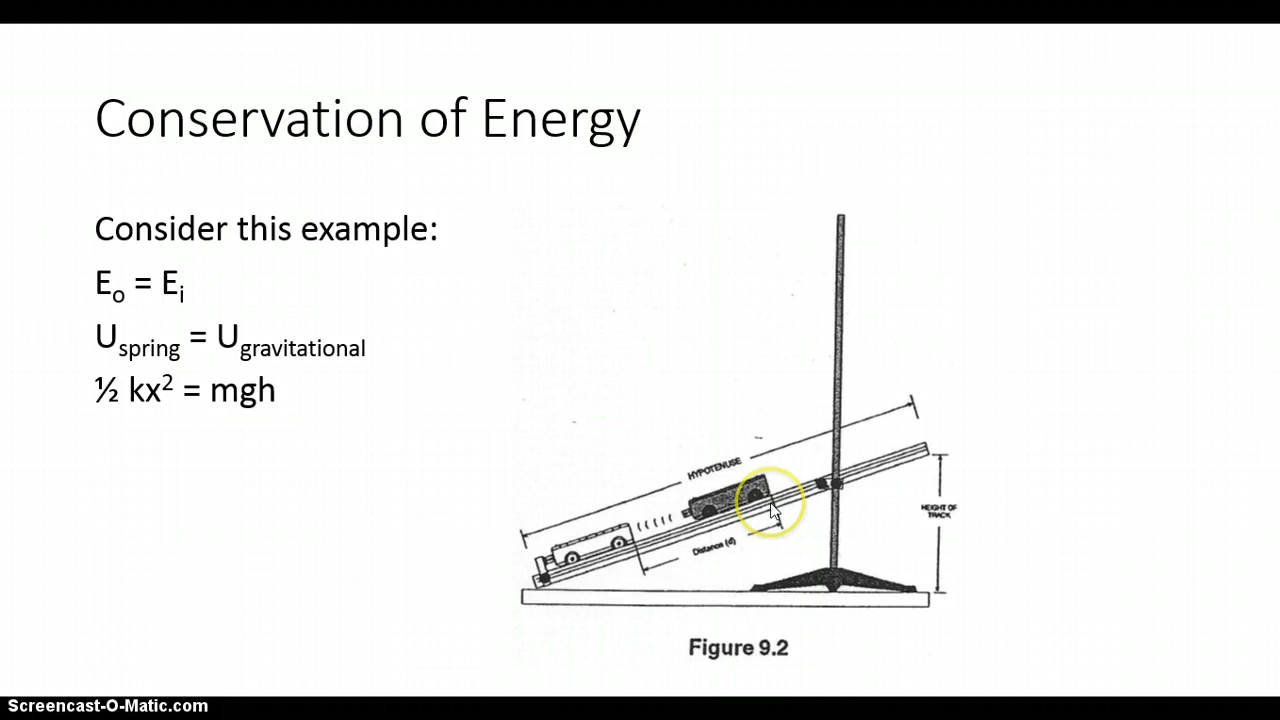 Conservation of Energy
Consider this example:
Eo = Ei
Uspring = Ugravitational
½ kx² = mgh
HYPOTENUSE
Distance (d)
HEIGHT OF
TRACK
Figure 9.2
Screencast-O-Matic.com